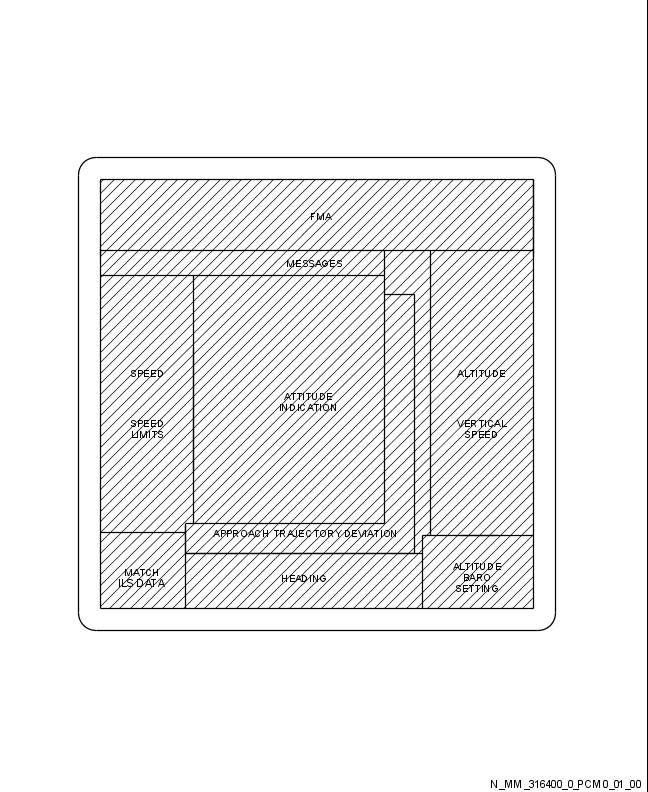 FMA
MESSAGES
SPEED
SPEED
LIMITS
ATTITUDE
INDICATION
ALTITUDE
VERTICAL
SPEED
APPROACH TRAJECTORY DEVIATION
MATCH
ILS DATA
HEADING
ALTITUDE
BARO
SETTING
N_MM_316400_0_PCM0_01_00